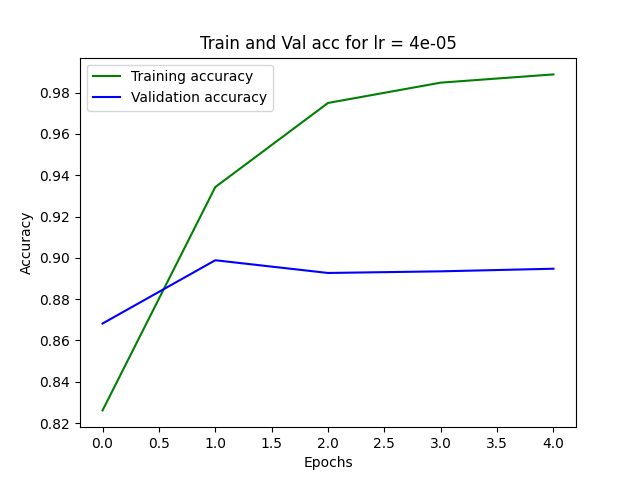 Train and Val acc for lr = 4e-05
Training accuracy
Validation accuracy
0.98
0.96
0.94
0.92
0.90
0.88
0.86
0.84
0.82
Accuracy
0.0 0.5 1.0 1.5 2.0 2.5 3.0 3.5 4.0
Epochs